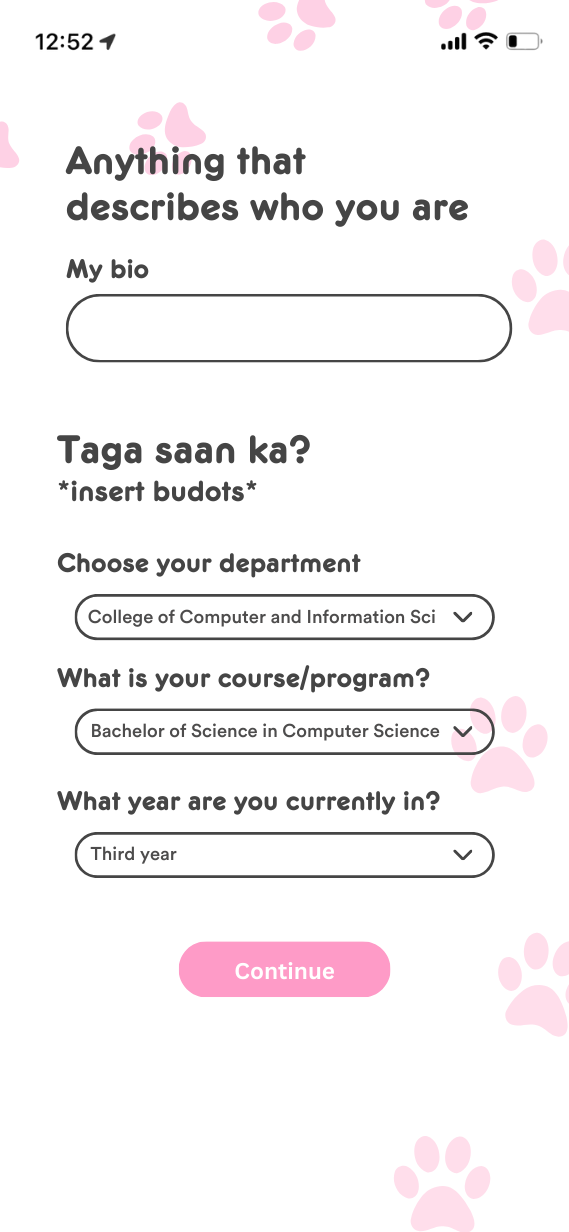 12:52
Anything that
describes who you are
My bio
Taga saan ka?
*insert budots*
Choose your department
College of Computer and Information Sci
What is your course/program?
Bachelor of Science in Computer Science
What year are you currently in?
Third year
Continue